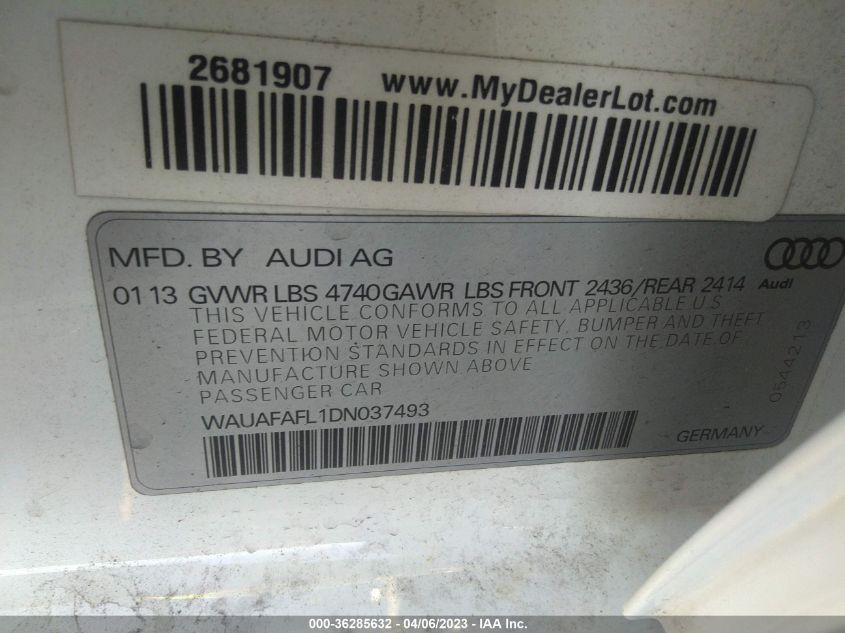 2681907 www.MyDealerLot.com
MFD. BY AUDI AG
01 13 GVWR LBS 4740 GAWR LBS FRONT 2436/REAR 2414
Audi
THIS VEHICLE CONFORMS TO ALL APPLICABLE U.S.
FEDERAL MOTOR VEHICLE SAFETY, BUMPER AND THEFT
PREVENTION STANDARDS IN EFFECT ON THE DATE OF
MANUFACTURE SHOWN ABOVE
PASSENGER CAR
WAUAFAFL1DN037493
GERMANY
0544213
000-36285632 - 04/06/2023 - IAA Inc.